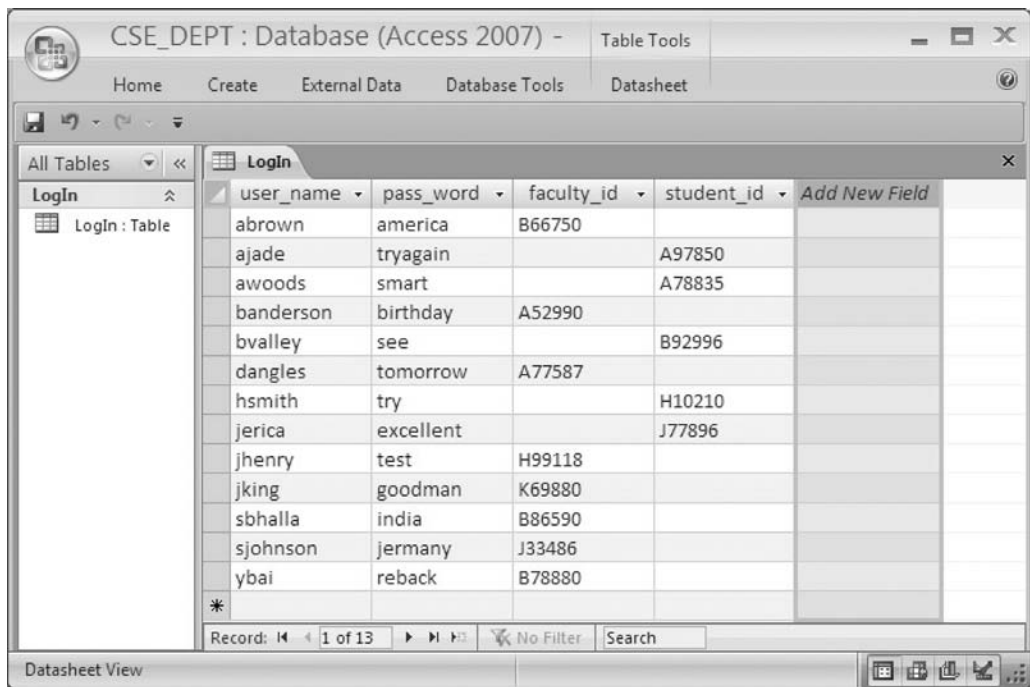 CSE_DEPT : Database (Access 2007) - Table Tools
Home Create External Data Database Tools Datasheet
All Tables « LogIn
LogIn user_name pass_word faculty_id student_id Add New Field
LogIn : Table abrown america B66750
ajade tryagain A97850
awoods smart A78835
banderson birthday A52990
bvalley see B92996
dangles tomorrow A77587
hsmith try H10210
jerica excellent J77896
jhenry test H99118
jking goodman K69880
sbhalla india B86590
sjohnson jermany J33486
ybai reback B78880
Record: 1 of 13 No Filter Search
Datasheet View